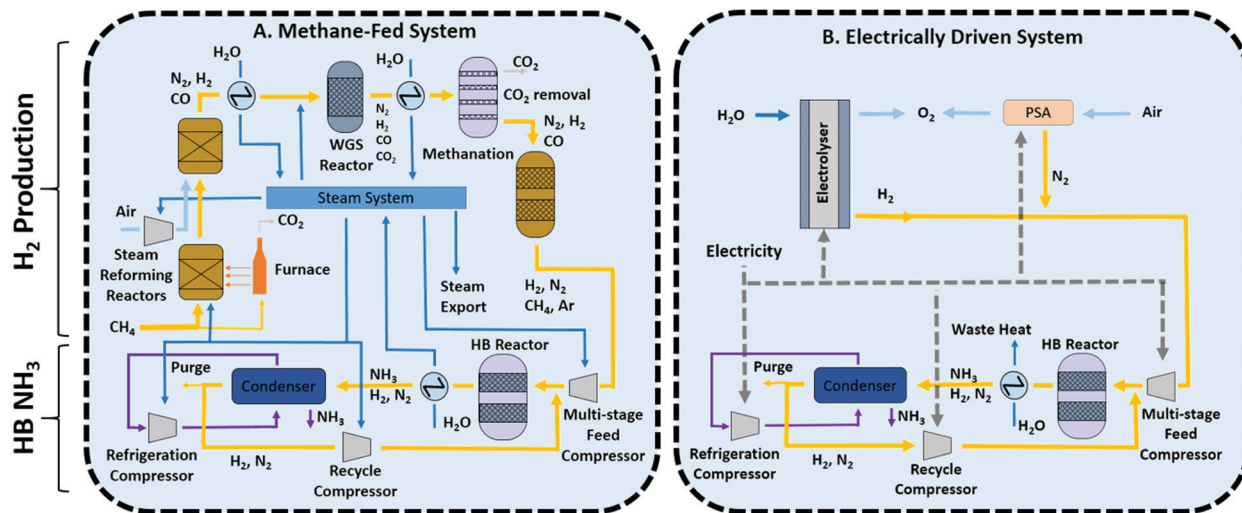 H₂ Production
HB NH₃
A. Methane-Fed System
H₂O
N₂, H₂
CO
H₂O
CO₂
CO₂ removal
N₂
H₂
CO
CO₂
N₂, H₂
CO
WGS
Reactor
Methanation
Steam System
Air
CO₂
Steam
Reforming
Reactors
Furnace
Steam
Export
H₂, N₂
CH₄, Ar
CH₄
HB Reactor
Purge
Condenser
NH₃
H₂, N₂
NH₃
H₂O
Multi-stage
Feed
Compressor
Refrigeration
Compressor
H₂, N₂
Recycle
Compressor
B. Electrically Driven System
H₂O
Electrolyser
O₂
PSA
Air
N₂
H₂
Electricity
Waste Heat
HB Reactor
Purge
Condenser
NH₃
H₂, N₂
NH₃
H₂O
Multi-stage
Feed
Compressor
Refrigeration
Compressor
H₂, N₂
Recycle
Compressor